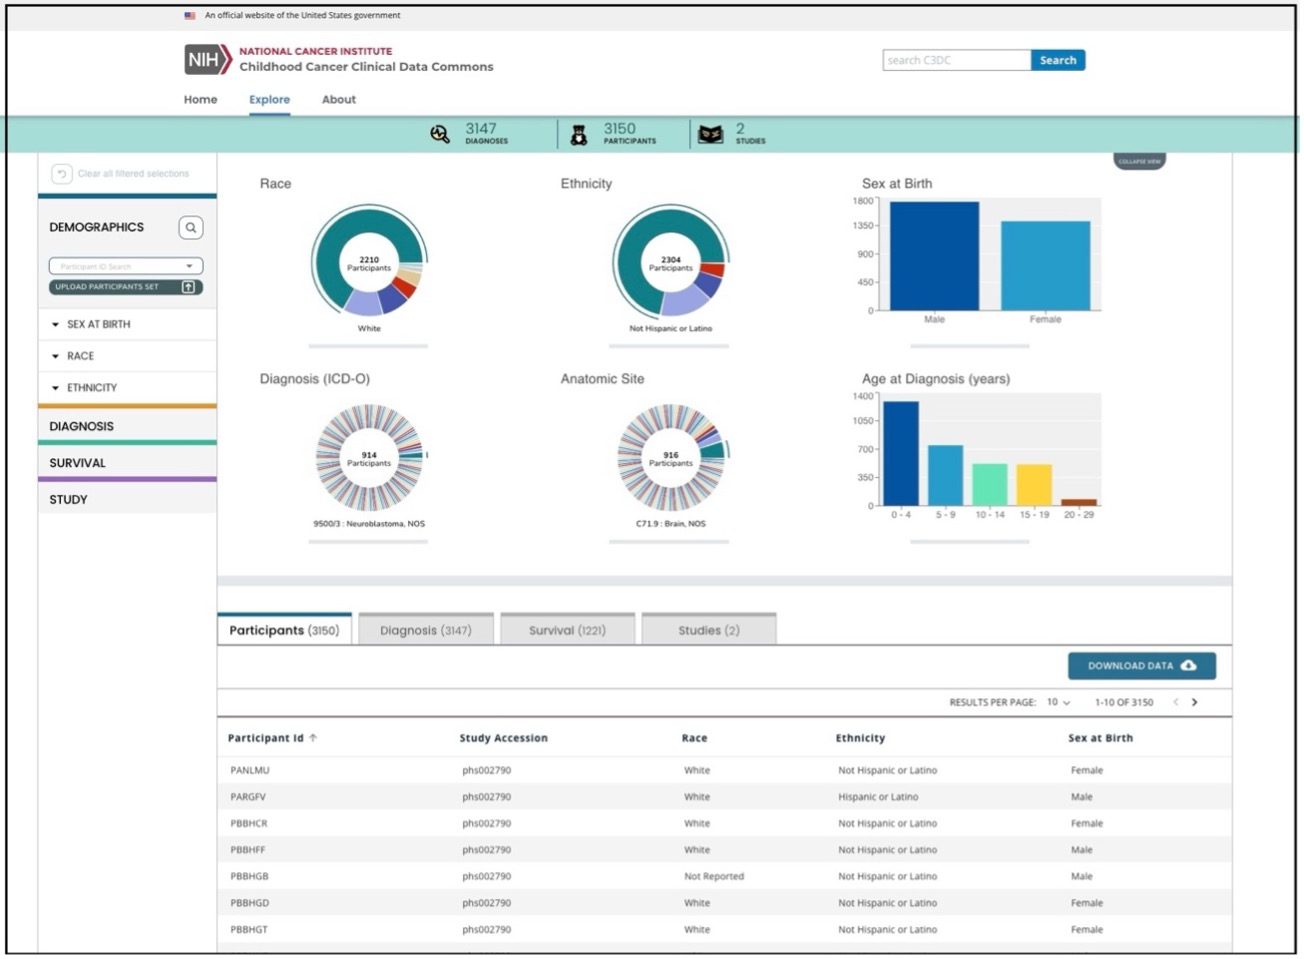 An official website of the United States government
NIH NATIONAL CANCER INSTITUTE
Childhood Cancer Clinical Data Commons
search C3DC Search
Home Explore About
3147 DIAGNOSES 3150 PARTICIPANTS 2 STUDIES
COLLAPSE VIEW
Clear all filtered selections
DEMOGRAPHICS
Participant ID Search
UPLOAD PARTICIPANTS SET
SEX AT BIRTH
RACE
ETHNICITY
DIAGNOSIS
SURVIVAL
STUDY
Race
2210
Participants
White
Ethnicity
2304
Participants
Not Hispanic or Latino
Sex at Birth
1800
1350
900
450
0
Male Female
Diagnosis (ICD-O)
914
Participants
9500/3 : Neuroblastoma, NOS
Anatomic Site
916
Participants
C71.9 : Brain, NOS
Age at Diagnosis (years)
1400
1050
700
350
0
0 - 4 5 - 9 10 - 14 15 - 19 20 - 29
Participants (3150) Diagnosis (3147) Survival (1221) Studies (2)
DOWNLOAD DATA
RESULTS PER PAGE: 10 1-10 OF 3150
Participant Id Study Accession Race Ethnicity Sex at Birth
PANLMU phs002790 White Not Hispanic or Latino Female
PARGFV phs002790 White Hispanic or Latino Male
PBBHCR phs002790 White Not Hispanic or Latino Female
PBBHFF phs002790 White Not Hispanic or Latino Male
PBBHGB phs002790 Not Reported Not Hispanic or Latino Male
PBBHGD phs002790 White Not Hispanic or Latino Female
PBBHGT phs002790 White Not Hispanic or Latino Female